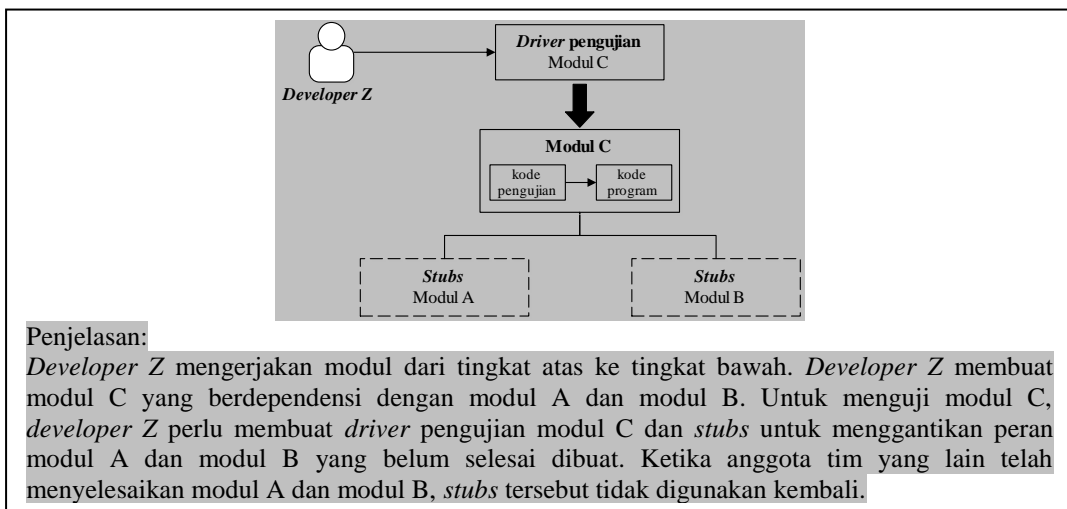 Driver pengujian
Modul C
Developer Z
Modul C
kode
pengujian
kode
program
Stubs
Modul A
Stubs
Modul B
Penjelasan:
Developer Z mengerjakan modul dari tingkat atas ke tingkat bawah. Developer Z membuat
modul C yang berdependensi dengan modul A dan modul B. Untuk menguji modul C,
developer Z perlu membuat driver pengujian modul C dan stubs untuk menggantikan peran
modul A dan modul B yang belum selesai dibuat. Ketika anggota tim yang lain telah
menyelesaikan modul A dan modul B, stubs tersebut tidak digunakan kembali.